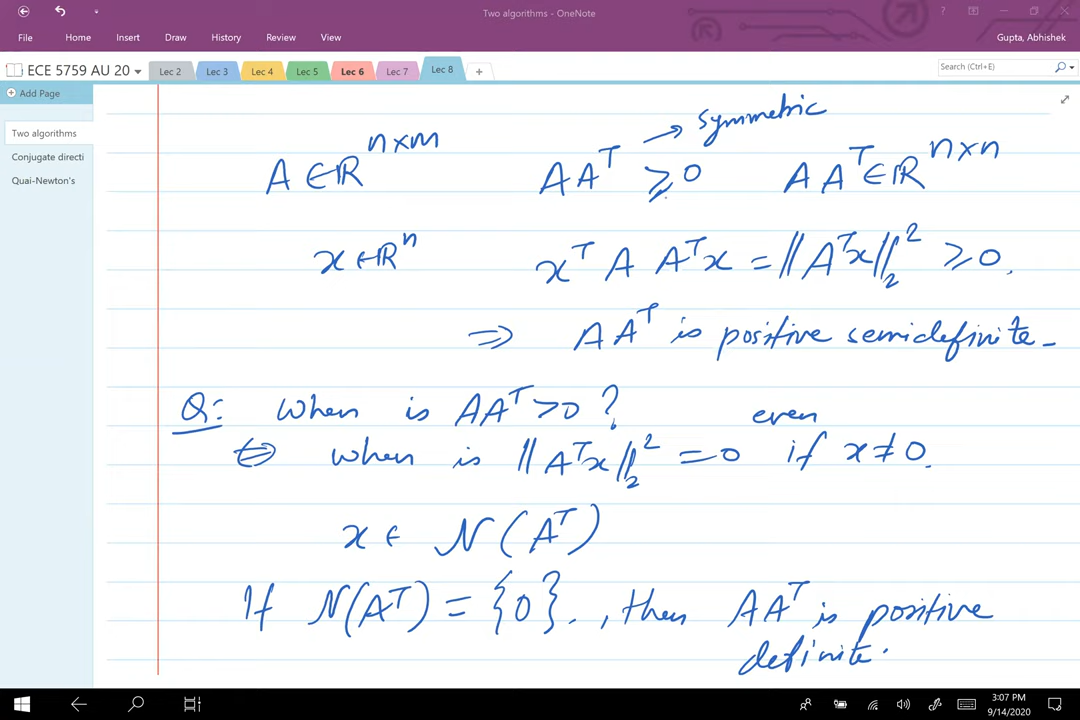 Two algorithms - OneNote
File Home Insert Draw History Review View Gupta, Abhishek
ECE 5759 AU 20 Lec 2 Lec 3 Lec 4 Lec 5 Lec 6 Lec 7 Lec 8 + Search (Ctrl+E)
Add Page
Two algorithms
Conjugate directi
Quai-Newton's
→ symmetric
A ∈ ℝ^{n×m} AA^T ≥ 0 AA^T ∈ ℝ^{n×n}
x ∈ ℝ^n x^T A A^T x = ||A^T x||_2^2 ≥ 0.
⇒ AA^T is positive semidefinite.
Q: When is AA^T > 0 ? even
⇔ when is ||A^T x||_2^2 = 0 if x ≠ 0.
x ∈ N(A^T)
If N(A^T) = {0}., then AA^T is positive
definite.
3:07 PM
9/14/2020